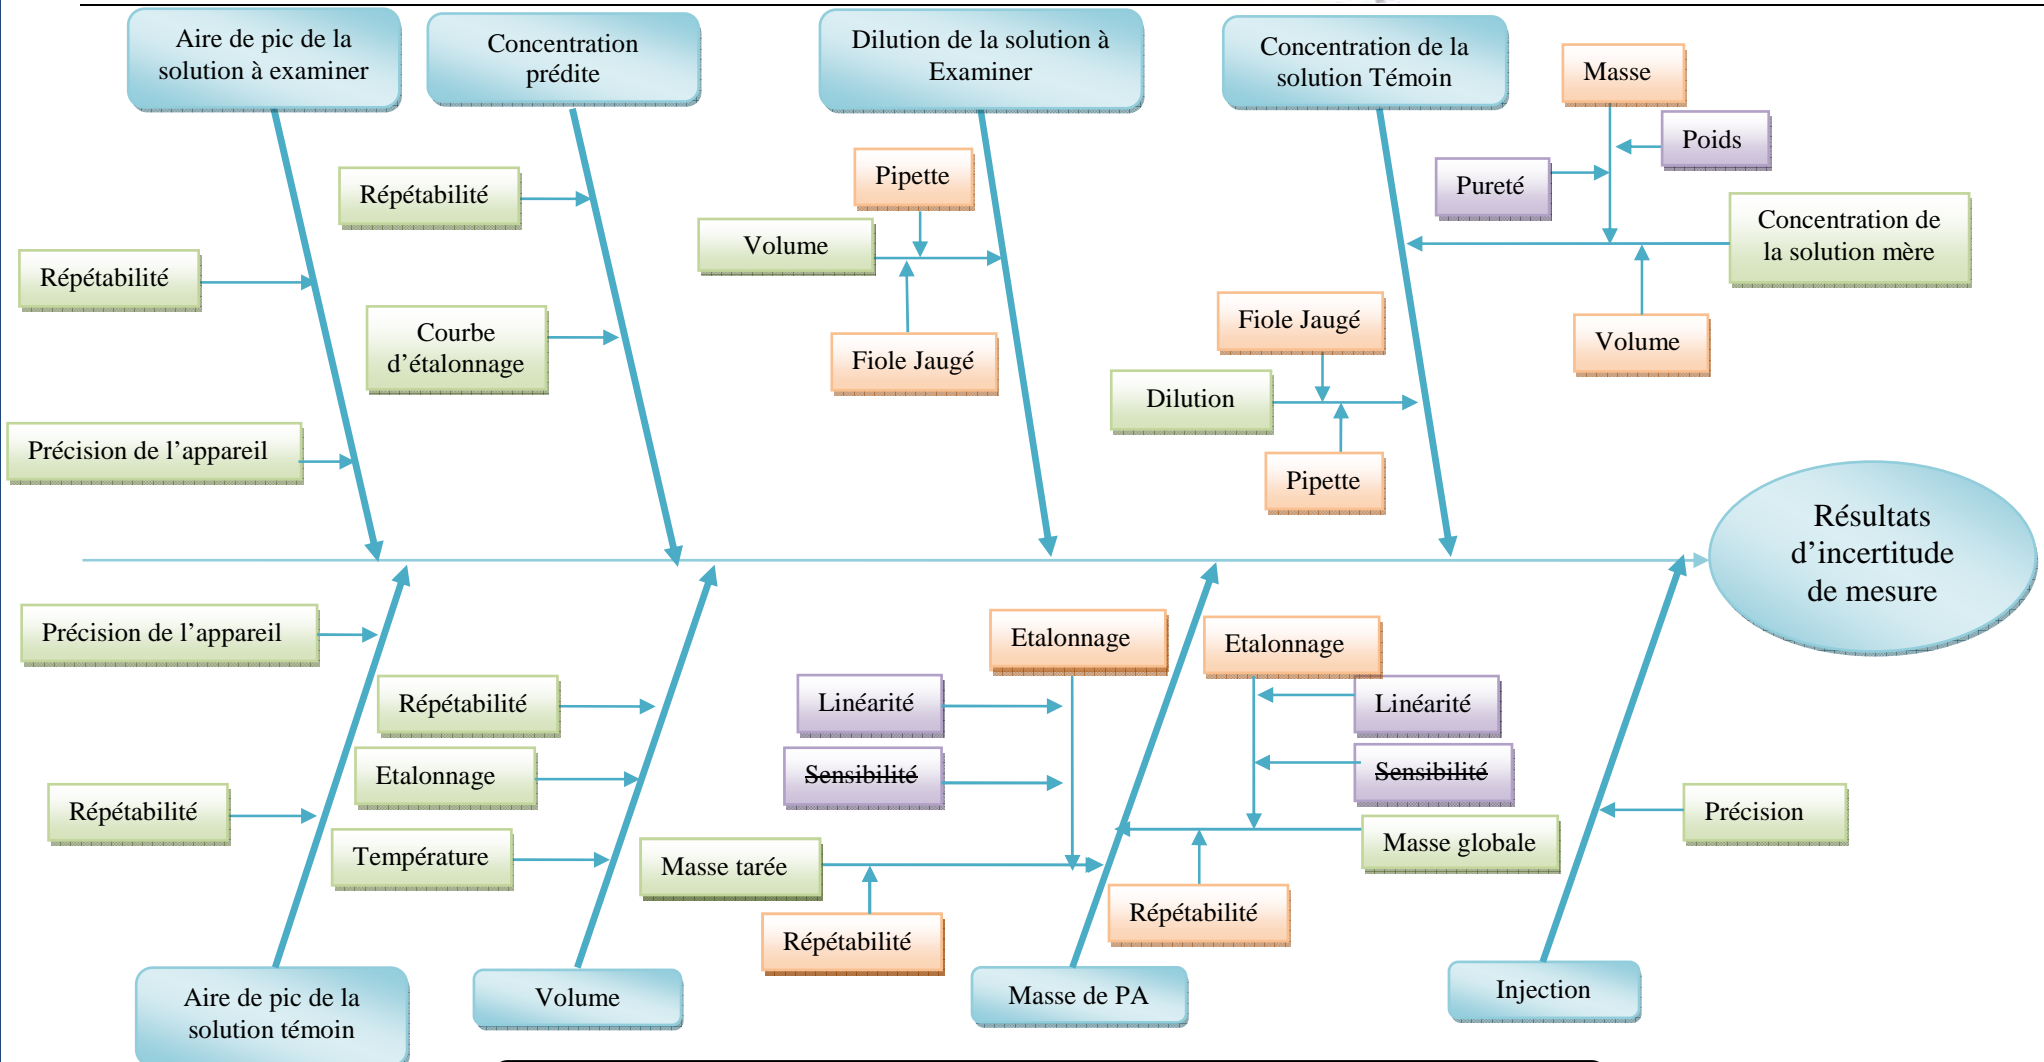 Aire de pic de la
solution à examiner
Concentration
prédite
Dilution de la solution à
Examiner
Concentration de la
solution Témoin
Masse
Poids
Pureté
Concentration de
la solution mère
Volume
Répétabilité
Pipette
Volume
Fiole Jaugé
Répétabilité
Courbe
d’étalonnage
Fiole Jaugé
Dilution
Pipette
Précision de l’appareil
Résultats
d’incertitude
de mesure
Précision de l’appareil
Répétabilité
Répétabilité
Etalonnage
Température
Etalonnage
Linéarité
Sensibilité
Masse tarée
Répétabilité
Etalonnage
Linéarité
Sensibilité
Masse globale
Répétabilité
Précision
Aire de pic de la
solution témoin
Volume
Masse de PA
Injection